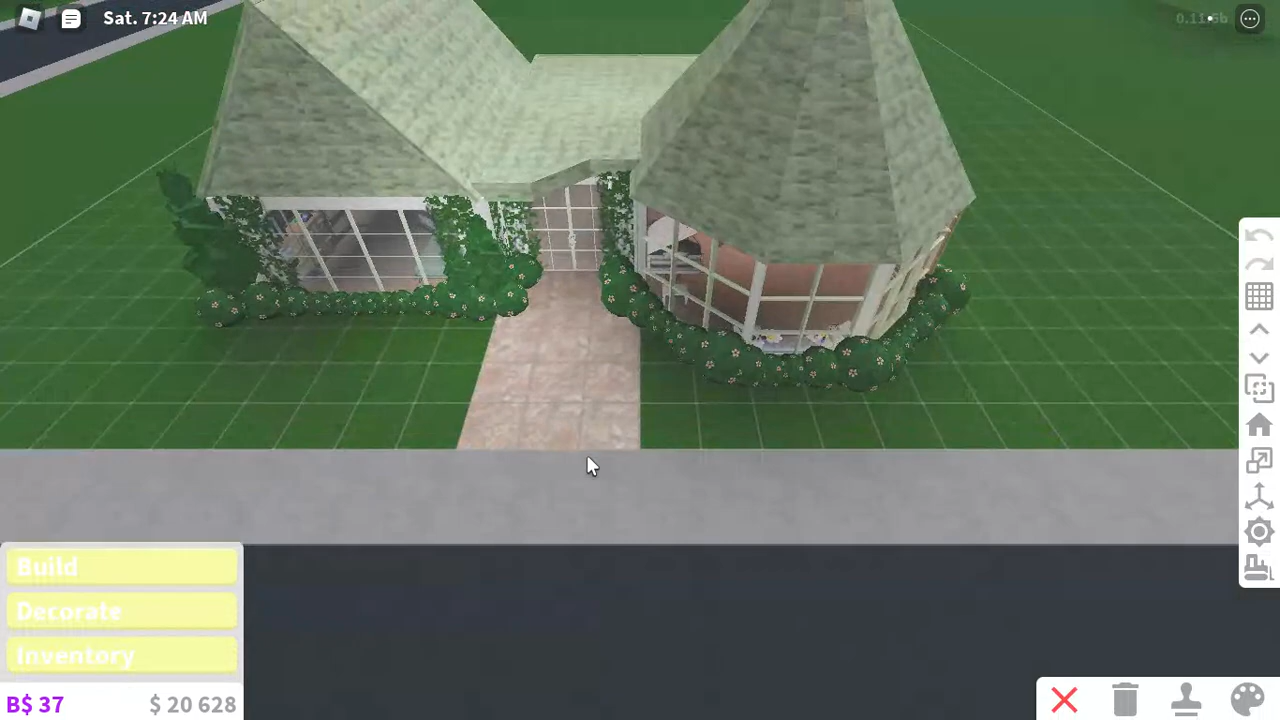 Sat. 7:24 AM
Build
Decorate
Inventory
B$ 37
$ 20 628